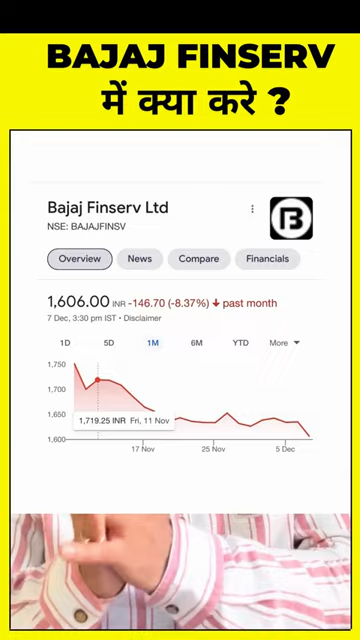 BAJAJ FINSERV
में क्या करे ?
Bajaj Finserv Ltd
NSE: BAJAJFINSV
B
Overview News Compare Financials
1,606.00 INR -146.70 (-8.37%) ↓ past month
7 Dec, 3:30 pm IST • Disclaimer
1D 5D 1M 6M YTD More
1,750
1,700
1,650
1,600
1,719.25 INR Fri, 11 Nov
17 Nov 25 Nov 5 Dec